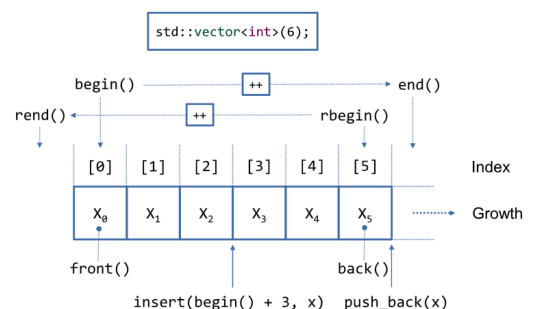 std::vector<int>(6);
begin() ++ end()
rend() ++ rbegin()
[0] [1] [2] [3] [4] [5] Index
X₀ X₁ X₂ X₃ X₄ X₅ Growth
front() back()
insert(begin() + 3, x) push_back(x)